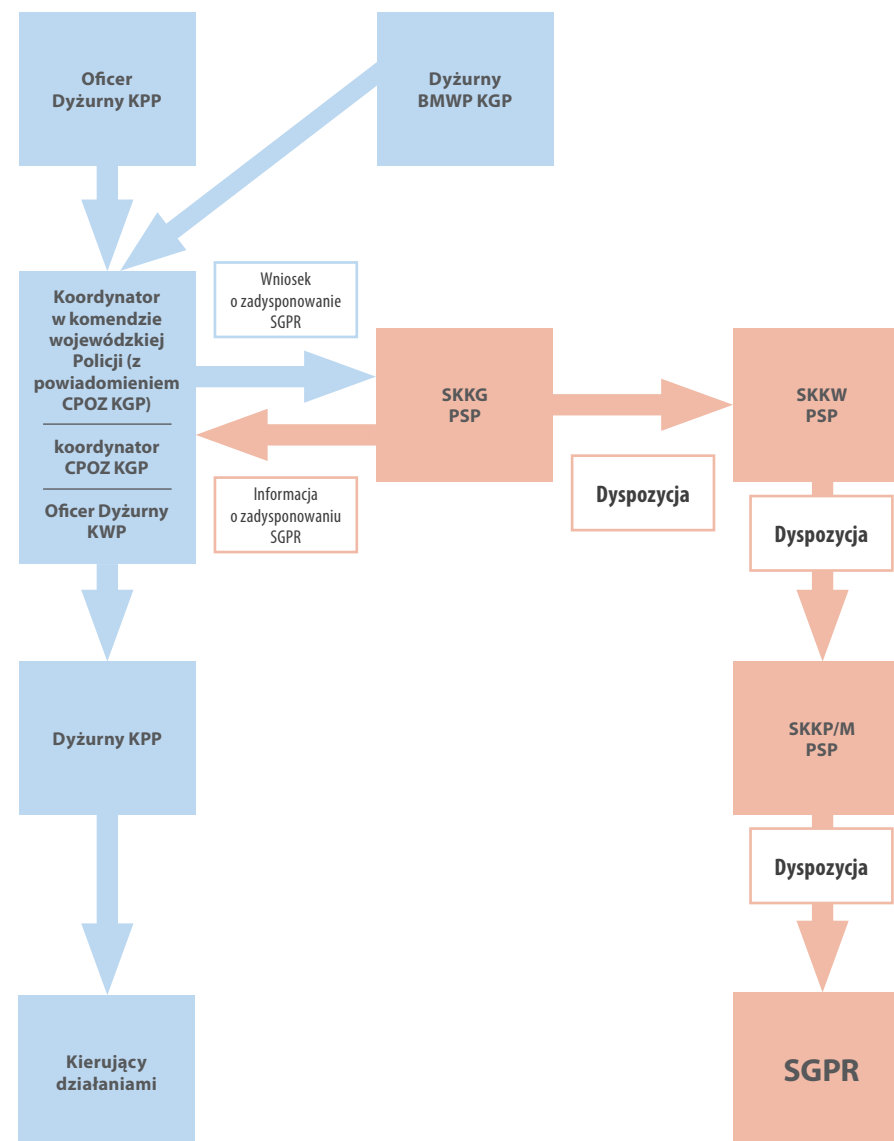 Oficer
Dyżurny KPP
Dyżurny
BMWP KGP
Koordynator
w komendzie
wojewódzkiej
Policji (z
powiadomieniem
CPOZ KGP)
koordynator
CPOZ KGP
Oficer Dyżurny
KWP
Wniosek
o zadysponowanie
SGPR
Informacja
o zadysponowaniu
SGPR
SKKG
PSP
Dyspozycja
SKKW
PSP
Dyspozycja
Dyżurny KPP
SKKP/M
PSP
Dyspozycja
Kierujący
działaniami
SGPR